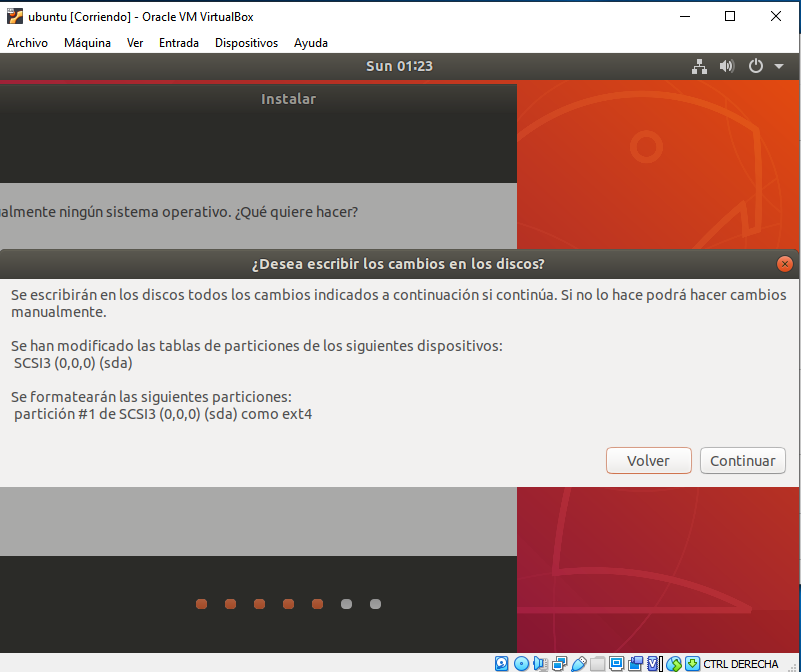 ubuntu [Corriendo] - Oracle VM VirtualBox
Archivo Máquina Ver Entrada Dispositivos Ayuda
Sun 01:23
Instalar
almente ningún sistema operativo. ¿Qué quiere hacer?
¿Desea escribir los cambios en los discos?
Se escribirán en los discos todos los cambios indicados a continuación si continúa. Si no lo hace podrá hacer cambios
manualmente.
Se han modificado las tablas de particiones de los siguientes dispositivos:
SCSI3 (0,0,0) (sda)
Se formatearán las siguientes particiones:
partición #1 de SCSI3 (0,0,0) (sda) como ext4
Volver Continuar
CTRL DERECHA